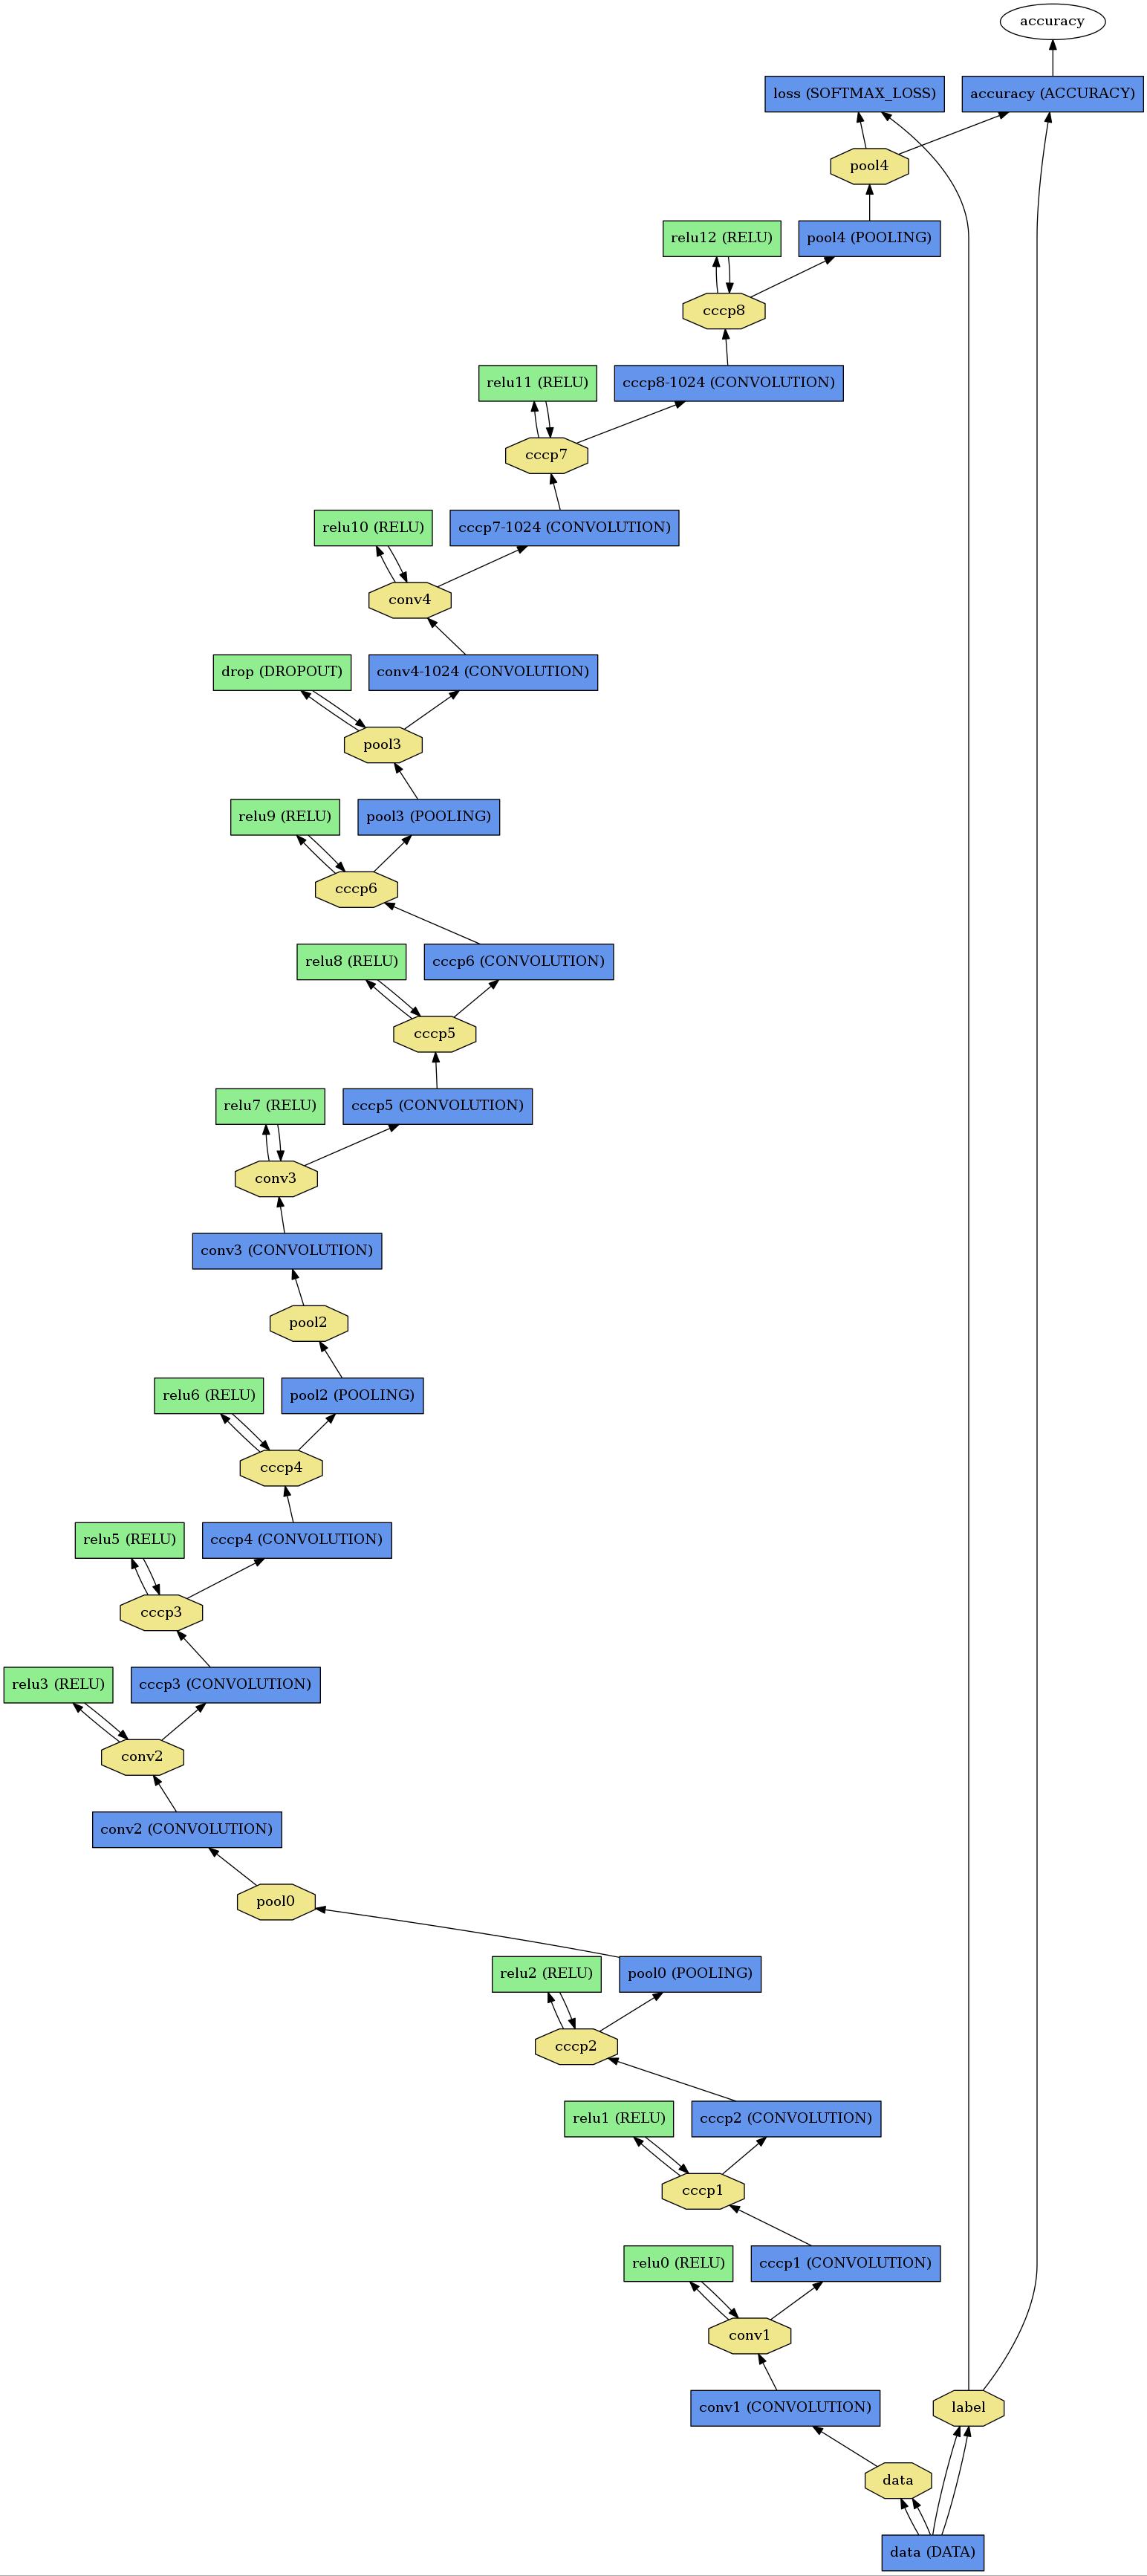 accuracy
loss (SOFTMAX_LOSS)
accuracy (ACCURACY)
pool4
relu12 (RELU)
pool4 (POOLING)
cccp8
relu11 (RELU)
cccp8-1024 (CONVOLUTION)
cccp7
relu10 (RELU)
cccp7-1024 (CONVOLUTION)
conv4
drop (DROPOUT)
conv4-1024 (CONVOLUTION)
pool3
relu9 (RELU)
pool3 (POOLING)
cccp6
relu8 (RELU)
cccp6 (CONVOLUTION)
cccp5
relu7 (RELU)
cccp5 (CONVOLUTION)
conv3
conv3 (CONVOLUTION)
pool2
relu6 (RELU)
pool2 (POOLING)
cccp4
relu5 (RELU)
cccp4 (CONVOLUTION)
cccp3
relu3 (RELU)
cccp3 (CONVOLUTION)
conv2
conv2 (CONVOLUTION)
pool0
relu2 (RELU)
pool0 (POOLING)
cccp2
relu1 (RELU)
cccp2 (CONVOLUTION)
cccp1
relu0 (RELU)
cccp1 (CONVOLUTION)
conv1
conv1 (CONVOLUTION)
label
data
data (DATA)